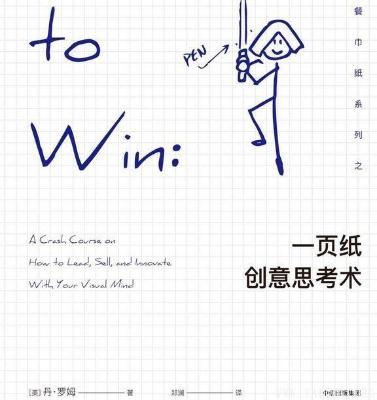 to
PEN
Win:
餐巾纸系列之
A Crash Course on
How to Lead, Sell, and Innovate
With Your Visual Mind
一页纸
创意思考术
[美] 丹·罗姆 著
郑澜 译
中信出版集团